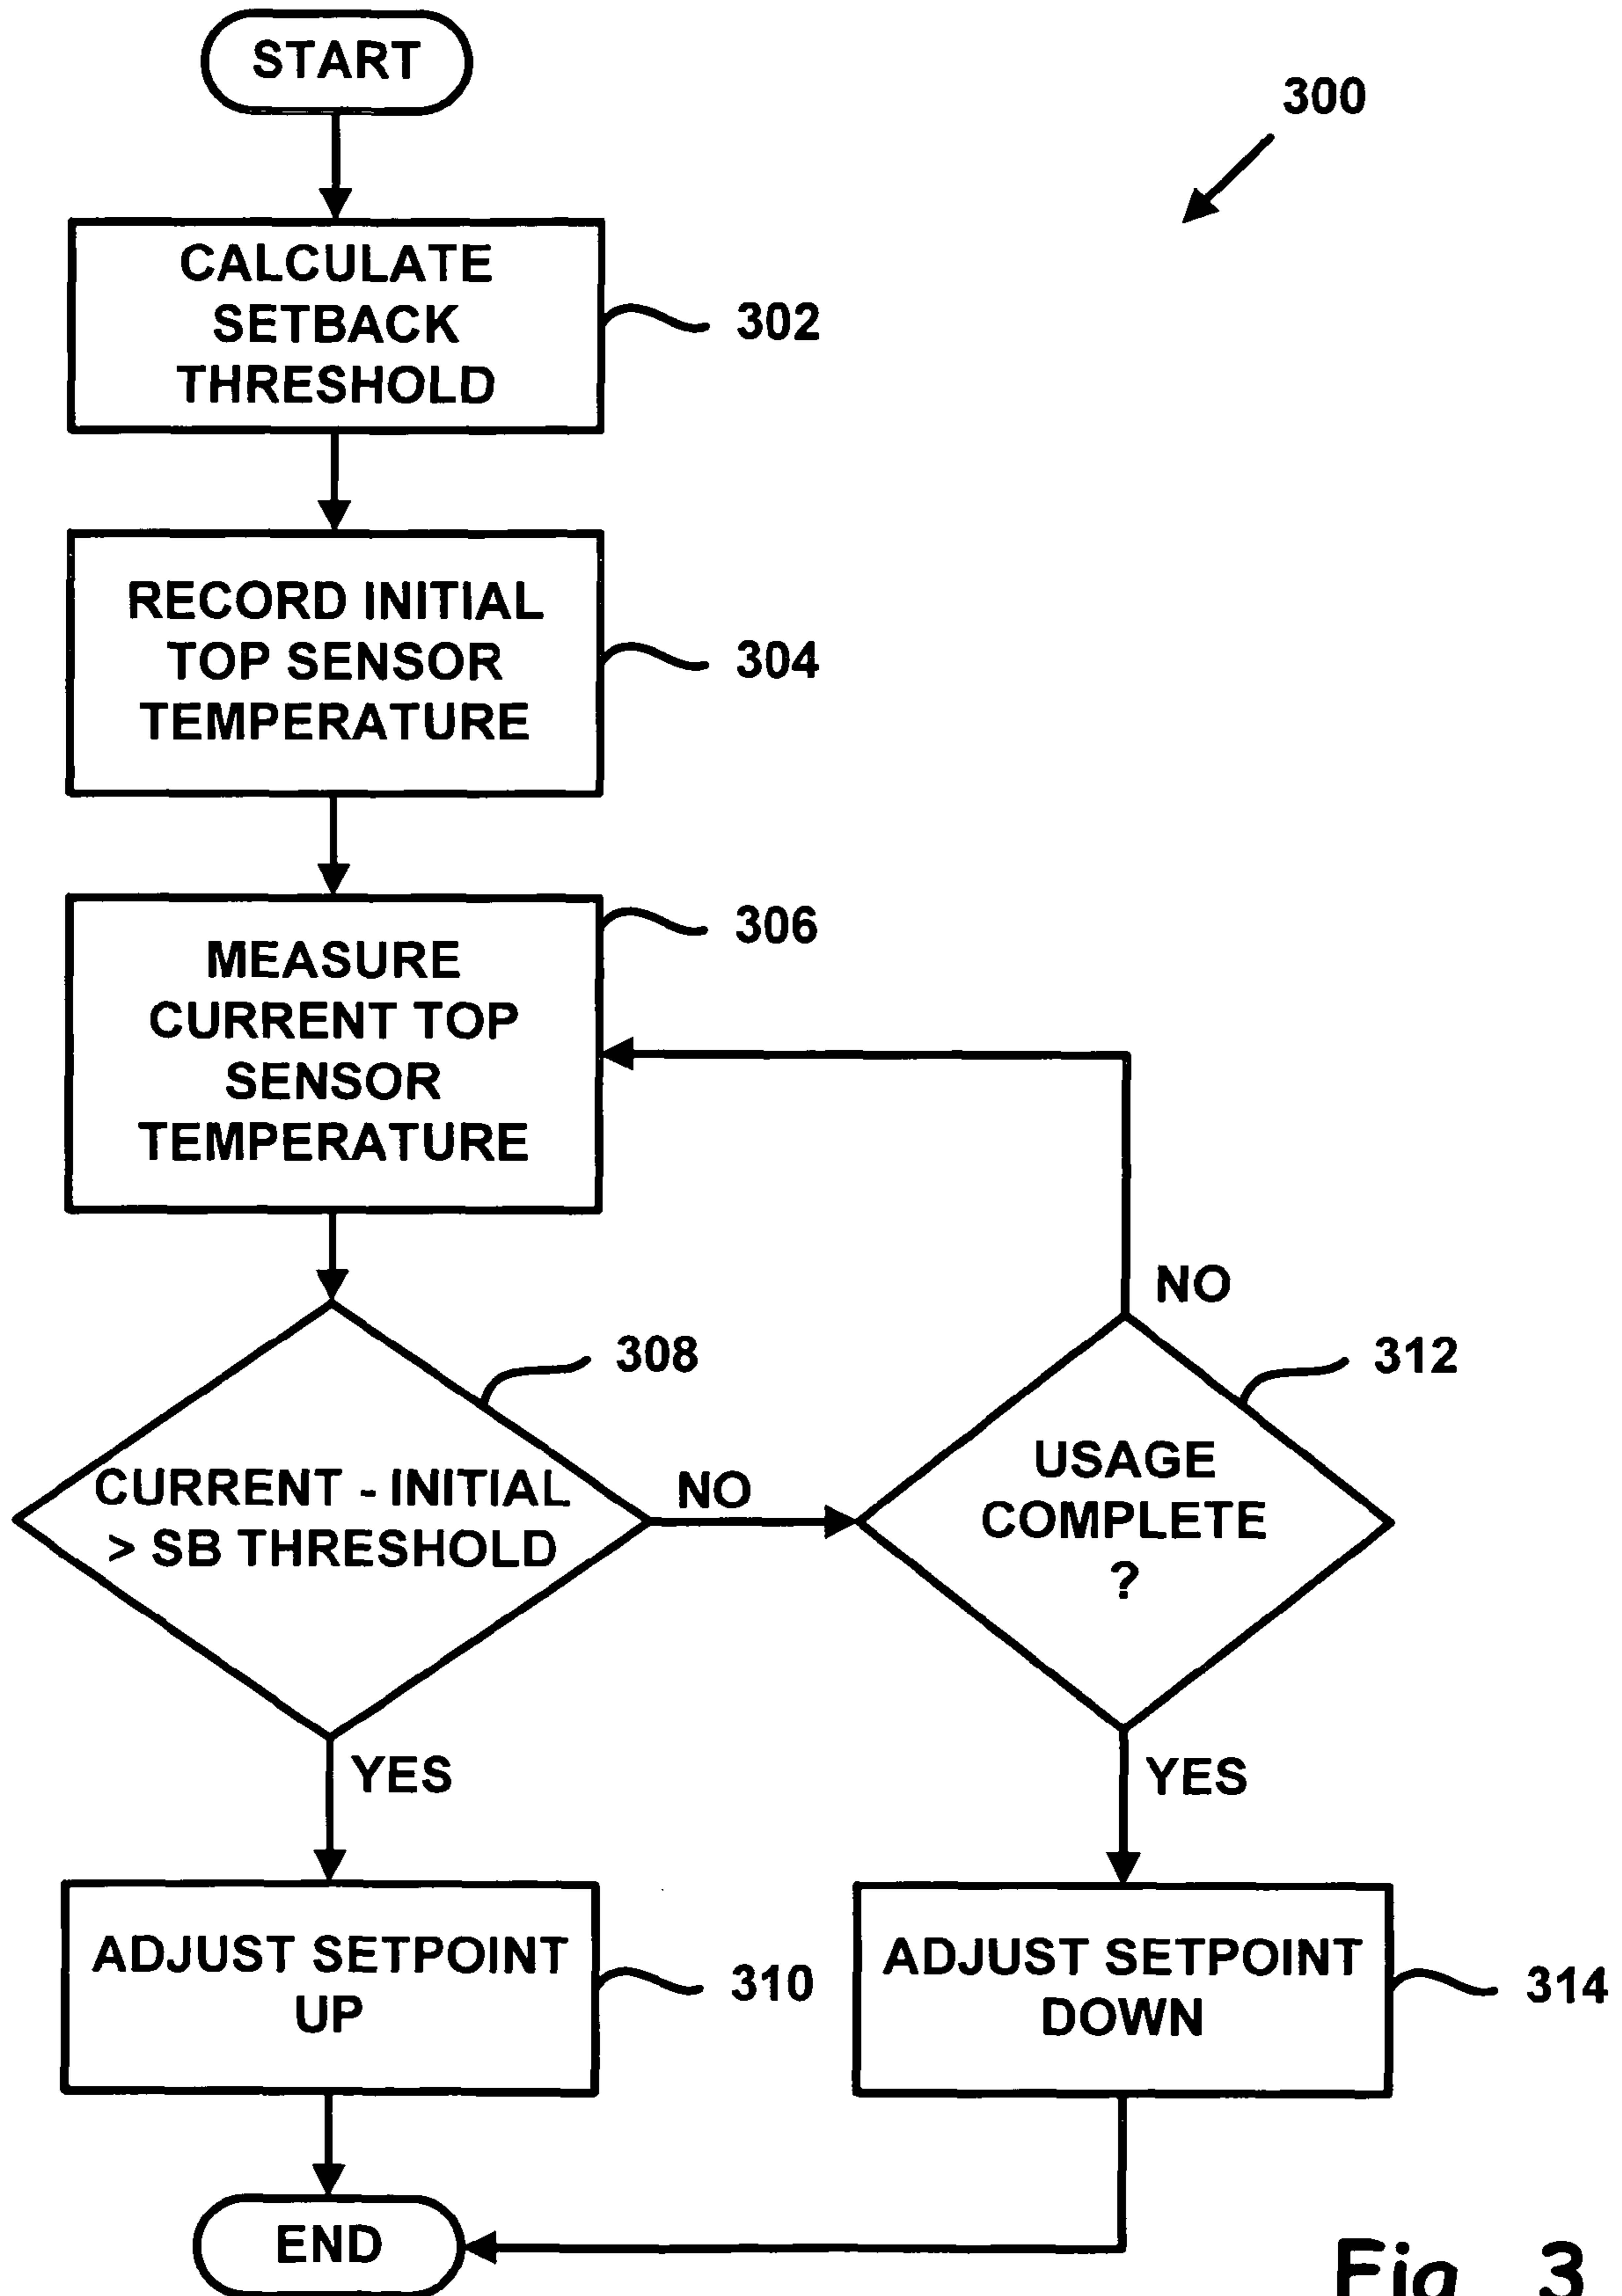 START
300
CALCULATE
SETBACK
THRESHOLD
302
RECORD INITIAL
TOP SENSOR
TEMPERATURE
304
306
MEASURE
CURRENT TOP
SENSOR
TEMPERATURE
NO
308
312
CURRENT - INITIAL
> SB THRESHOLD
NO
USAGE
COMPLETE
?
YES
YES
ADJUST SETPOINT
UP
310
ADJUST SETPOINT
DOWN
314
END
Fig 3